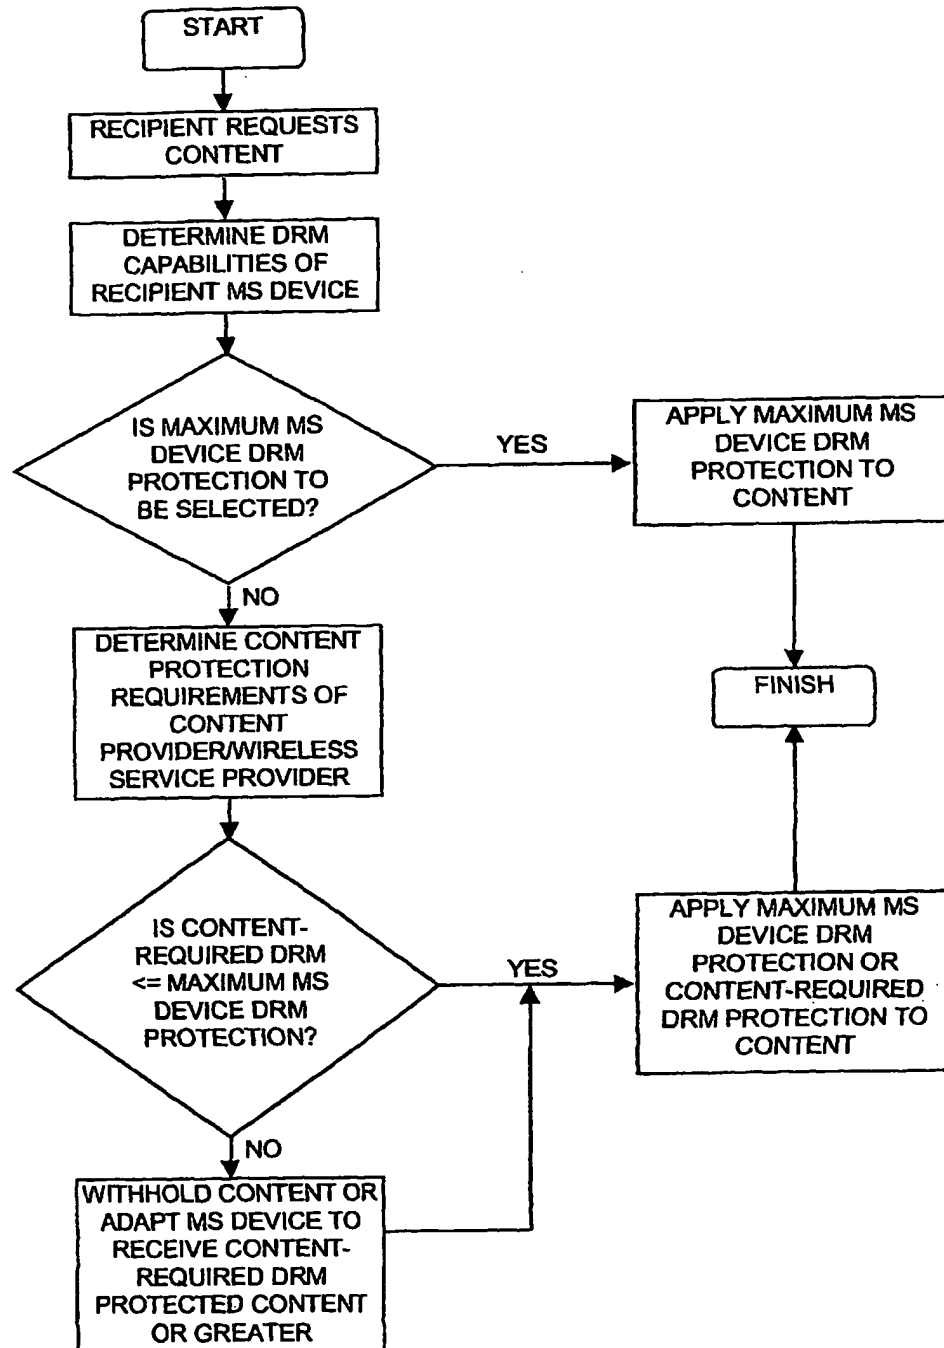 START
RECIPIENT REQUESTS
CONTENT
DETERMINE DRM
CAPABILITIES OF
RECIPIENT MS DEVICE
IS MAXIMUM MS
DEVICE DRM
PROTECTION TO
BE SELECTED?
YES
APPLY MAXIMUM MS
DEVICE DRM
PROTECTION TO
CONTENT
NO
DETERMINE CONTENT
PROTECTION
REQUIREMENTS OF
CONTENT
PROVIDER/WIRELESS
SERVICE PROVIDER
FINISH
IS CONTENT-
REQUIRED DRM
<= MAXIMUM MS
DEVICE DRM
PROTECTION?
YES
APPLY MAXIMUM MS
DEVICE DRM
PROTECTION OR
CONTENT-REQUIRED
DRM PROTECTION TO
CONTENT
NO
WITHHOLD CONTENT OR
ADAPT MS DEVICE TO
RECEIVE CONTENT-
REQUIRED DRM
PROTECTED CONTENT
OR GREATER